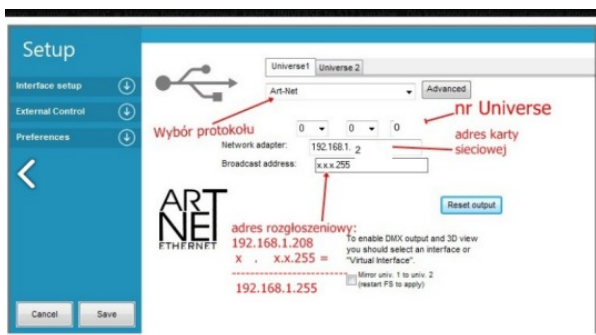 Setup
Interface setup
External Control
Preferences
Cancel
Save
Universe1
Universe 2
Art-Net
Advanced
nr Universe
Wybór protokołu
0
0
0
adres karty
sieciowej
Network adapter:
192.168.1. 2
Broadcast address:
x.x.x.255
ART
NET
ETHERNET
Reset output
adres rozgłoszeniowy:
192.168.1.208
x . x.x.255 =
--------------------
192.168.1.255
To enable DMX output and 3D view
you should select an interface or
"Virtual Interface".
Mirror univ. 1 to univ. 2
(restart FS to apply)